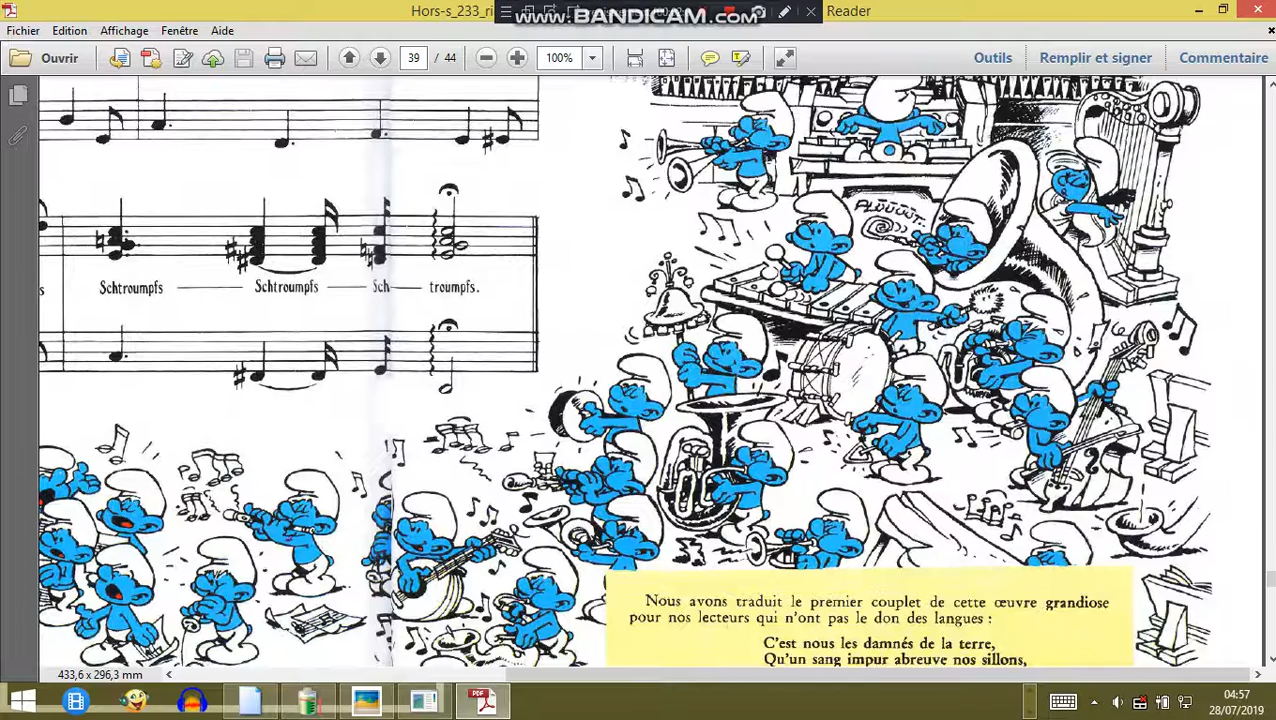 Hors-s_233_ri
www.BANDICAM.com
Reader
Fichier Edition Affichage Fenêtre Aide
Ouvrir
39 / 44
100%
Outils Remplir et signer Commentaire
PLÛÛÛÛT.
s Schtroumpfs Schtroumpfs Sch troumpfs.
Nous avons traduit le premier couplet de cette œuvre grandiose
pour nos lecteurs qui n'ont pas le don des langues :
C'est nous les damnés de la terre,
Qu'un sang impur abreuve nos sillons,
433,6 x 296,3 mm
04:57
28/07/2019